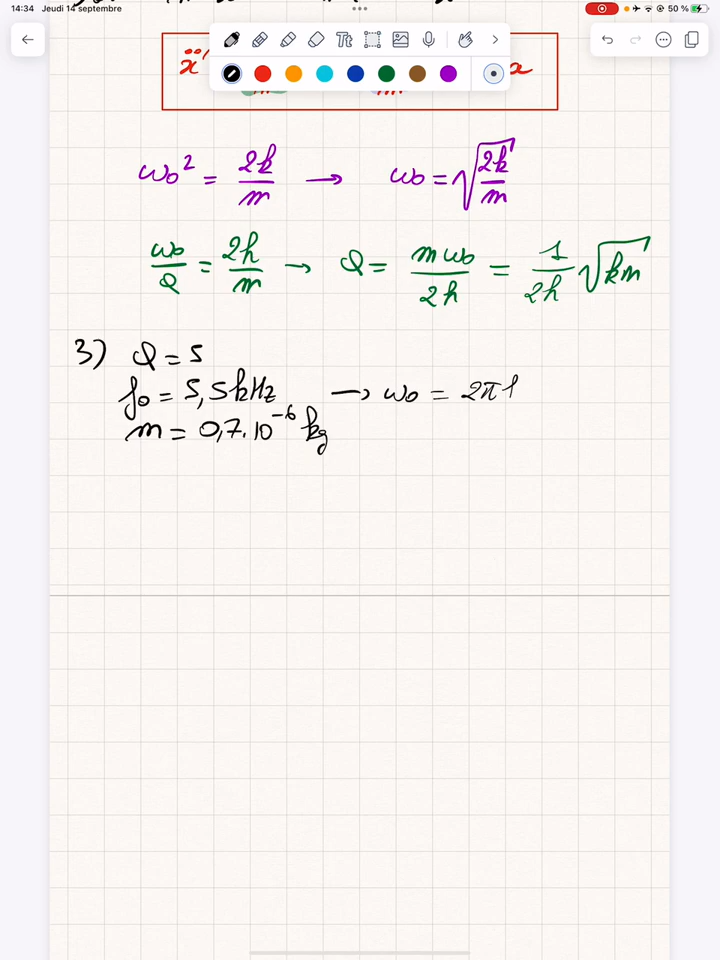 14:34 Jeudi 14 septembre
50 %
Tt
ẍ
ω₀² = 2k/m → ω₀ = √(2k/m)
ω₀/Q = 2h/m → Q = mω₀/2h = 1/2h √km
3) Q = 5
f₀ = 5,5 kHz → ω₀ = 2πf
m = 0,7.10⁻⁶ kg